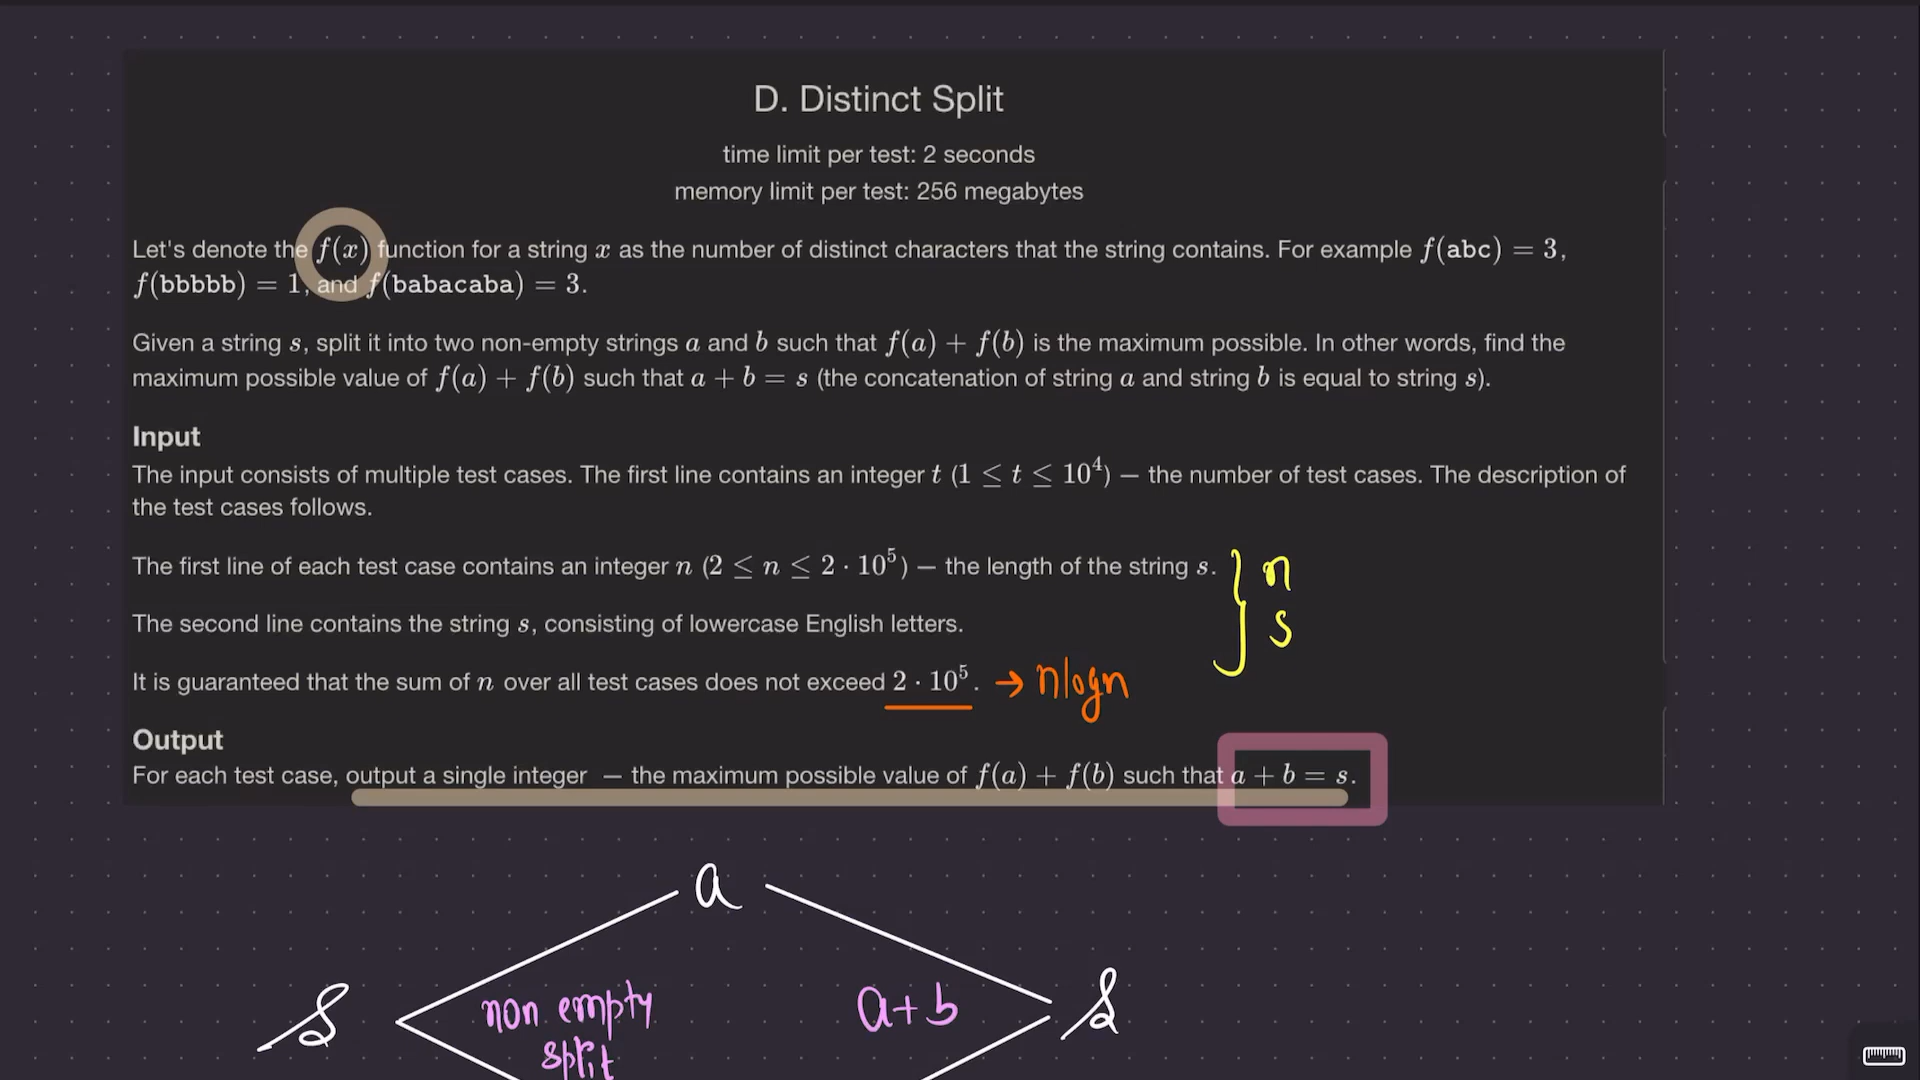 D. Distinct Split
time limit per test: 2 seconds
memory limit per test: 256 megabytes
Let's denote the f(x) function for a string x as the number of distinct characters that the string contains. For example f(abc) = 3,
f(bbbbb) = 1, and f(babacaba) = 3.
Given a string s, split it into two non-empty strings a and b such that f(a) + f(b) is the maximum possible. In other words, find the
maximum possible value of f(a) + f(b) such that a + b = s (the concatenation of string a and string b is equal to string s).
Input
The input consists of multiple test cases. The first line contains an integer t (1 ≤ t ≤ 10⁴) — the number of test cases. The description of
the test cases follows.
The first line of each test case contains an integer n (2 ≤ n ≤ 2 · 10⁵) — the length of the string s. } n
The second line contains the string s, consisting of lowercase English letters. s
It is guaranteed that the sum of n over all test cases does not exceed 2 · 10⁵. → nlogn
Output
For each test case, output a single integer — the maximum possible value of f(a) + f(b) such that a + b = s.
a
S non empty a+b S
split